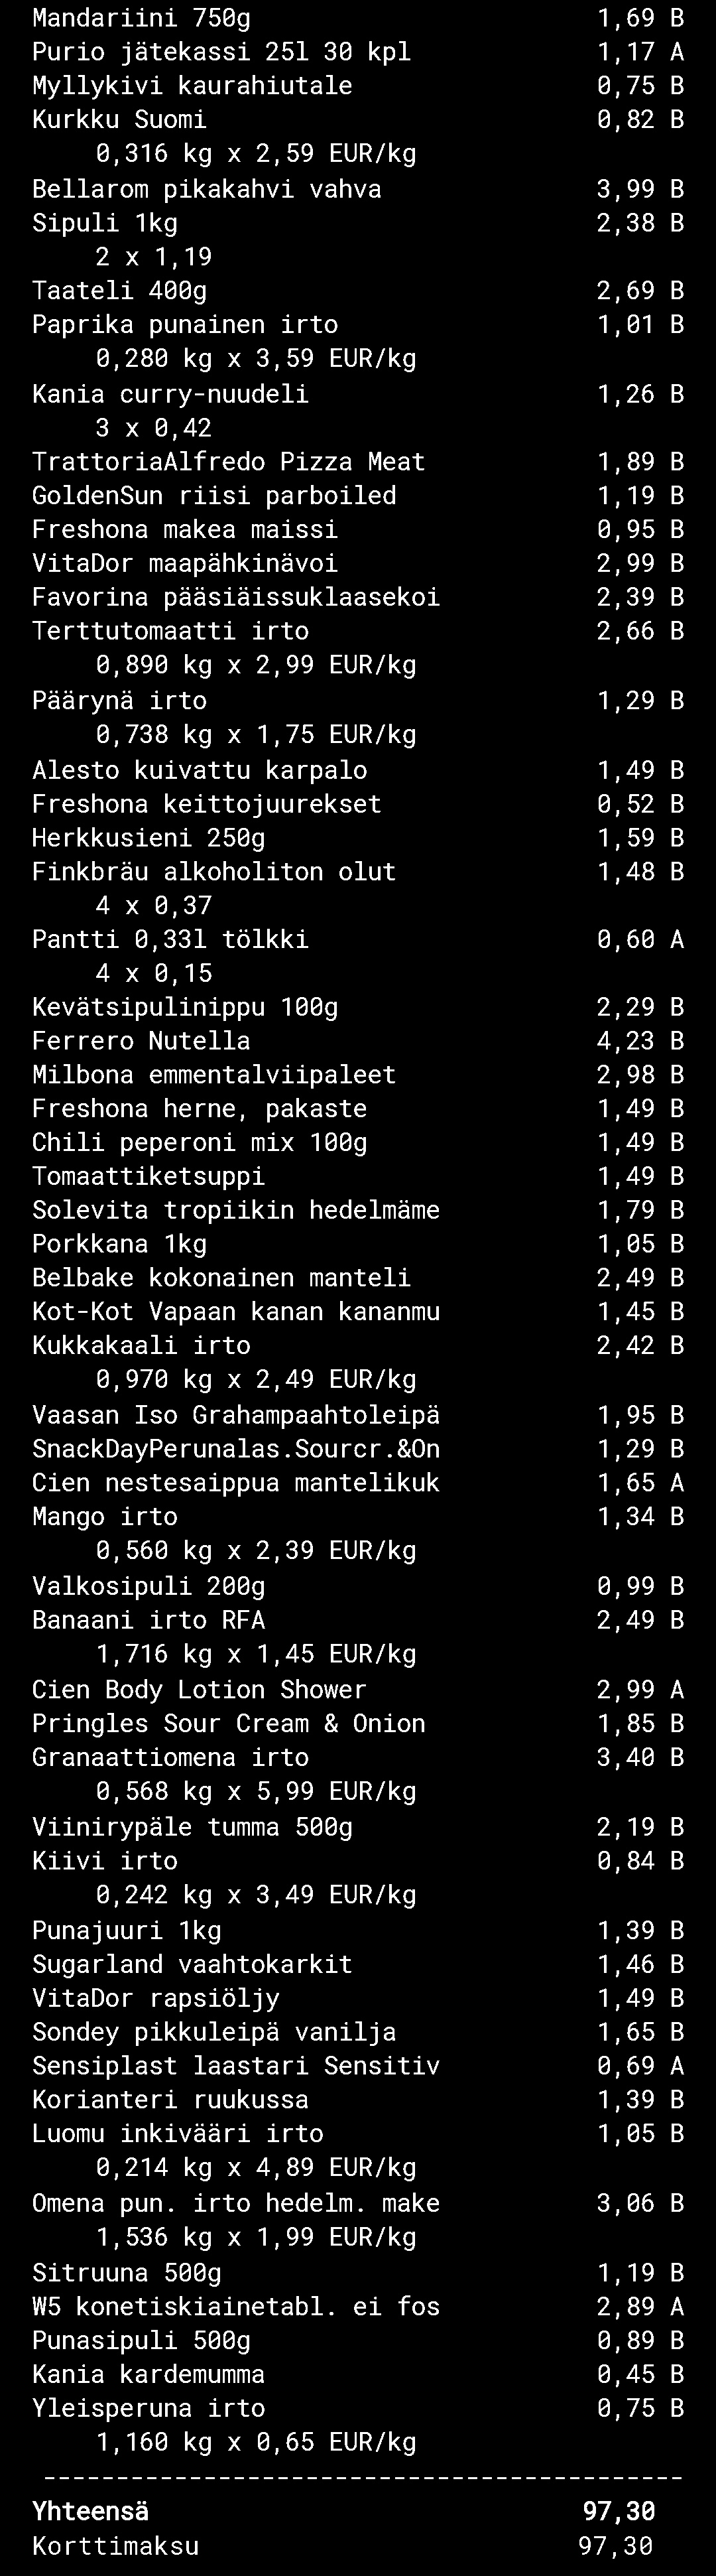 Mandariini 750g 1,69 B
Purio jätekassi 25l 30 kpl 1,17 A
Myllykivi kaurahiutale 0,75 B
Kurkku Suomi 0,82 B
0,316 kg x 2,59 EUR/kg
Bellarom pikakahvi vahva 3,99 B
Sipuli 1kg 2,38 B
2 x 1,19
Taateli 400g 2,69 B
Paprika punainen irto 1,01 B
0,280 kg x 3,59 EUR/kg
Kania curry-nuudeli 1,26 B
3 x 0,42
TrattoriaAlfredo Pizza Meat 1,89 B
GoldenSun riisi parboiled 1,19 B
Freshona makea maissi 0,95 B
VitaDor maapähkinävoi 2,99 B
Favorina pääsiäissuklaasekoi 2,39 B
Terttutomaatti irto 2,66 B
0,890 kg x 2,99 EUR/kg
Päärynä irto 1,29 B
0,738 kg x 1,75 EUR/kg
Alesto kuivattu karpalo 1,49 B
Freshona keittojuurekset 0,52 B
Herkkusieni 250g 1,59 B
Finkbräu alkoholiton olut 1,48 B
4 x 0,37
Pantti 0,33l tölkki 0,60 A
4 x 0,15
Kevätsipulinippu 100g 2,29 B
Ferrero Nutella 4,23 B
Milbona emmentalviipaleet 2,98 B
Freshona herne, pakaste 1,49 B
Chili peperoni mix 100g 1,49 B
Tomaattiketsuppi 1,49 B
Solevita tropiikin hedelmäme 1,79 B
Porkkana 1kg 1,05 B
Belbake kokonainen manteli 2,49 B
Kot-Kot Vapaan kanan kananmu 1,45 B
Kukkakaali irto 2,42 B
0,970 kg x 2,49 EUR/kg
Vaasan Iso Grahampaahtoleipä 1,95 B
SnackDayPerunalas.Sourcr.&On 1,29 B
Cien nestesaippua mantelikuk 1,65 A
Mango irto 1,34 B
0,560 kg x 2,39 EUR/kg
Valkosipuli 200g 0,99 B
Banaani irto RFA 2,49 B
1,716 kg x 1,45 EUR/kg
Cien Body Lotion Shower 2,99 A
Pringles Sour Cream & Onion 1,85 B
Granaattiomena irto 3,40 B
0,568 kg x 5,99 EUR/kg
Viinirypäle tumma 500g 2,19 B
Kiivi irto 0,84 B
0,242 kg x 3,49 EUR/kg
Punajuuri 1kg 1,39 B
Sugarland vaahtokarkit 1,46 B
VitaDor rapsiöljy 1,49 B
Sondey pikkuleipä vanilja 1,65 B
Sensiplast laastari Sensitiv 0,69 A
Korianteri ruukussa 1,39 B
Luomu inkivääri irto 1,05 B
0,214 kg x 4,89 EUR/kg
Omena pun. irto hedelm. make 3,06 B
1,536 kg x 1,99 EUR/kg
Sitruuna 500g 1,19 B
W5 konetiskiainetabl. ei fos 2,89 A
Punasipuli 500g 0,89 B
Kania kardemumma 0,45 B
Yleisperuna irto 0,75 B
1,160 kg x 0,65 EUR/kg
--------------------------------------------
Yhteensä 97,30
Korttimaksu 97,30